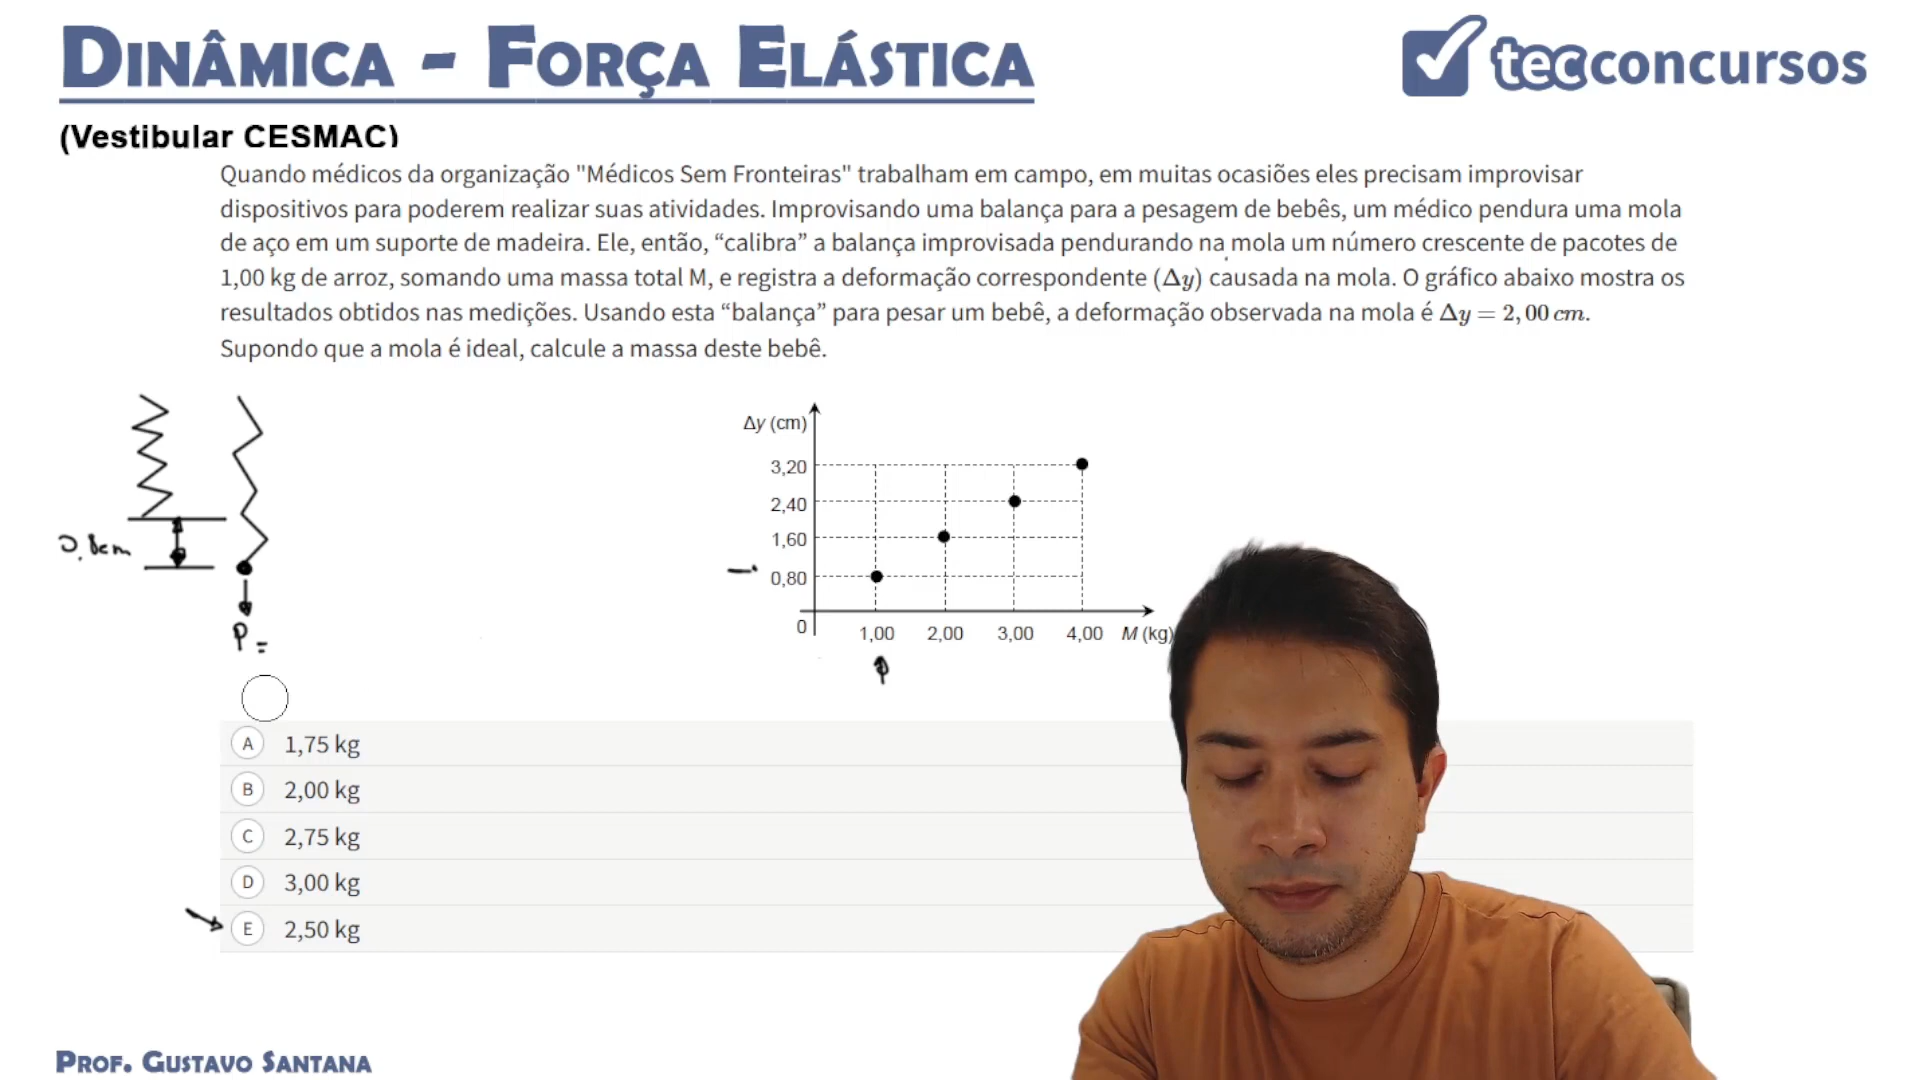 DINÂMICA - FORÇA ELÁSTICA
tecconcursos
(Vestibular CESMAC)
Quando médicos da organização "Médicos Sem Fronteiras" trabalham em campo, em muitas ocasiões eles precisam improvisar
dispositivos para poderem realizar suas atividades. Improvisando uma balança para a pesagem de bebês, um médico pendura uma mola
de aço em um suporte de madeira. Ele, então, “calibra” a balança improvisada pendurando na mola um número crescente de pacotes de
1,00 kg de arroz, somando uma massa total M, e registra a deformação correspondente (Δy) causada na mola. O gráfico abaixo mostra os
resultados obtidos nas medições. Usando esta “balança” para pesar um bebê, a deformação observada na mola é Δy = 2,00 cm.
Supondo que a mola é ideal, calcule a massa deste bebê.
Δy (cm)
3,20
2,40
1,60
0,80
0
1,00 2,00 3,00 4,00 M (kg)
0,8cm
P =
A 1,75 kg
B 2,00 kg
C 2,75 kg
D 3,00 kg
E 2,50 kg
PROF. GUSTAVO SANTANA